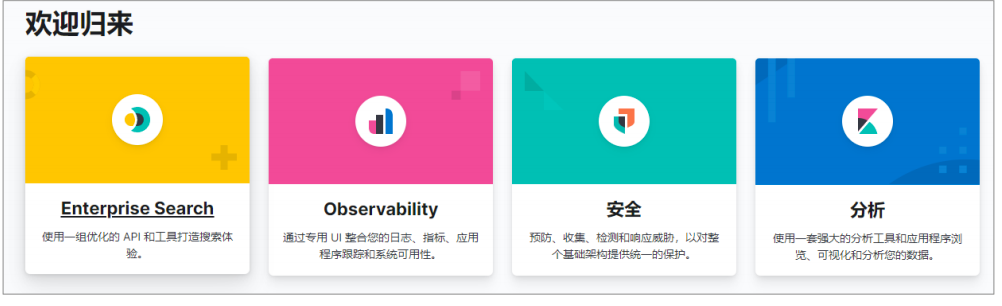 欢迎归来
Enterprise Search
使用一组优化的 API 和工具打造搜索体
验。
Observability
通过专用 UI 整合您的日志、指标、应用
程序跟踪和系统可用性。
安全
预防、收集、检测和响应威胁，以对整
个基础架构提供统一的保护。
分析
使用一套强大的分析工具和应用程序浏
览、可视化和分析您的数据。